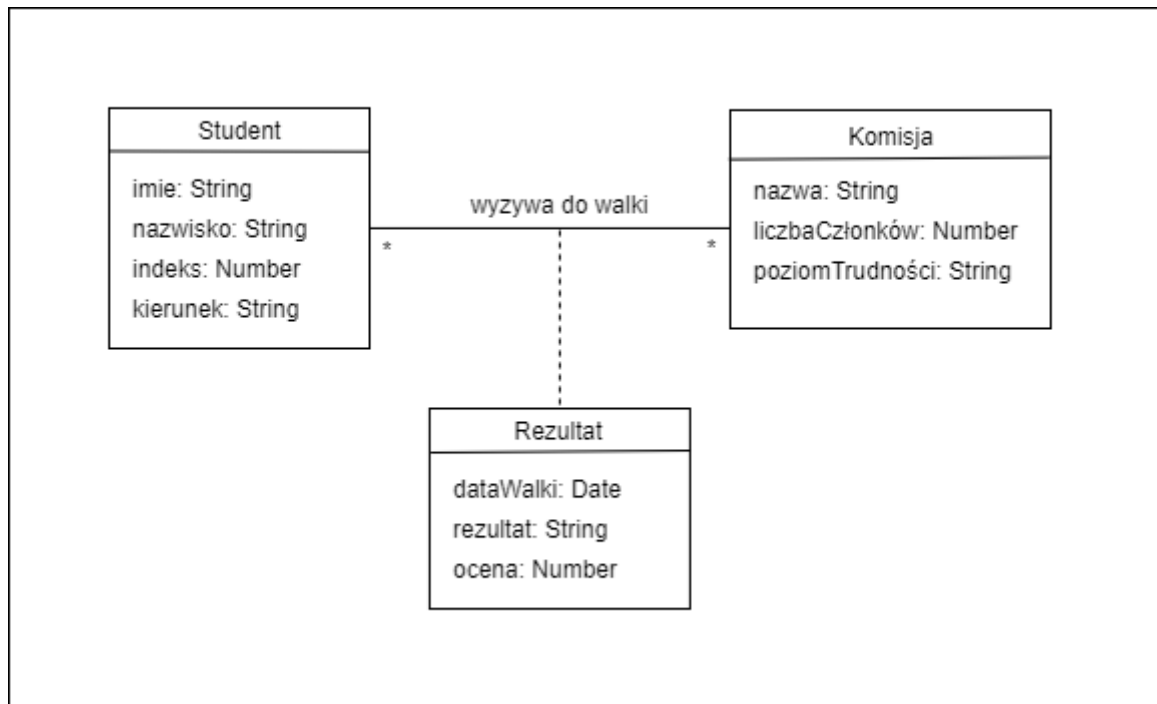 Student
imie: String
nazwisko: String
indeks: Number
kierunek: String
wyzywa do walki
*
*
Komisja
nazwa: String
liczbaCzłonków: Number
poziomTrudności: String
Rezultat
dataWalki: Date
rezultat: String
ocena: Number